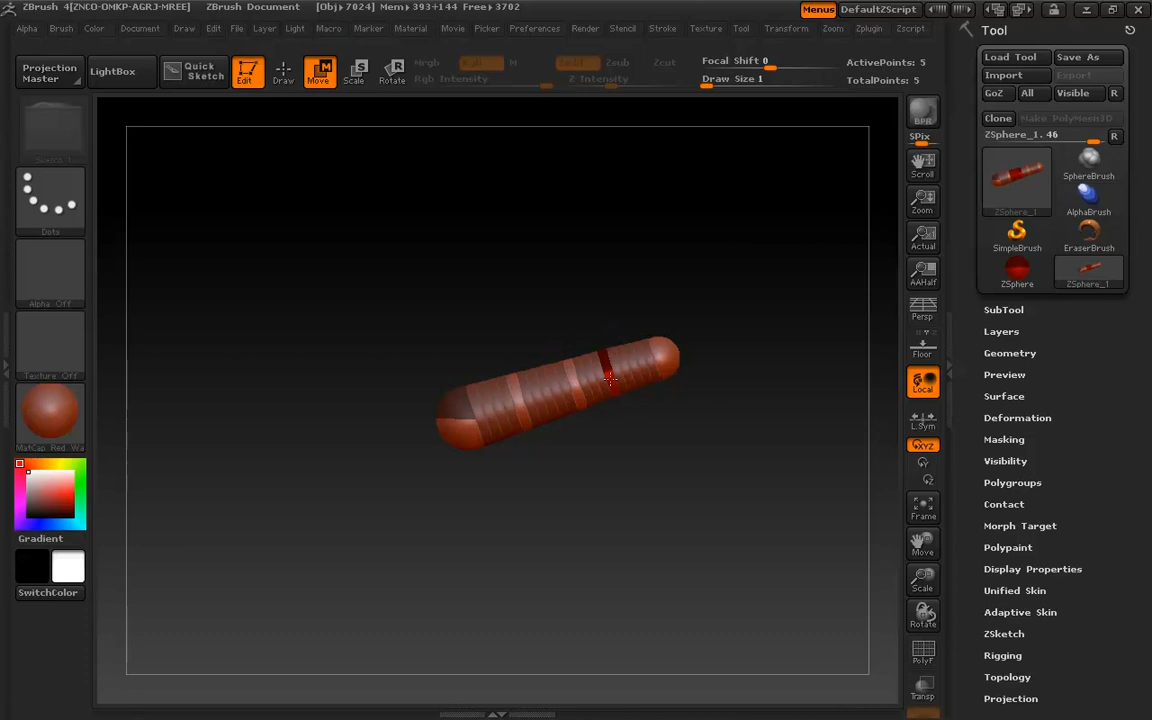 ZBrush 4[ZNCO-OMKP-AGRJ-MREE] ZBrush Document [Obj▸7024] Mem▸393+144 Free▸3702 Menus DefaultZScript
Alpha Brush Color Document Draw Edit File Layer Light Macro Marker Material Movie Picker Preferences Render Stencil Stroke Texture Tool Transform Zoom Zplugin Zscript
Projection Master
LightBox
Quick Sketch
Edit
Draw
Move
Scale
Rotate
Mrgb Rgb M
Rgb Intensity
Zadd Zsub Zcut
Z Intensity
Focal Shift 0
Draw Size 1
ActivePoints: 5
TotalPoints: 5
Dots
Alpha Off
Texture Off
MatCap Red Wa
Gradient
SwitchColor
BPR
SPix
Scroll
Zoom
Actual
AAHalf
Persp
Floor
Local
L.Sym
XYZ
Frame
Move
Scale
Rotate
PolyF
Transp
Tool
Load Tool Save As
Import Export
GoZ All Visible R
Clone Make PolyMesh3D
ZSphere_1. 46 R
ZSphere_1
SphereBrush
AlphaBrush
SimpleBrush
EraserBrush
ZSphere
ZSphere_1
SubTool
Layers
Geometry
Preview
Surface
Deformation
Masking
Visibility
Polygroups
Contact
Morph Target
Polypaint
Display Properties
Unified Skin
Adaptive Skin
ZSketch
Rigging
Topology
Projection